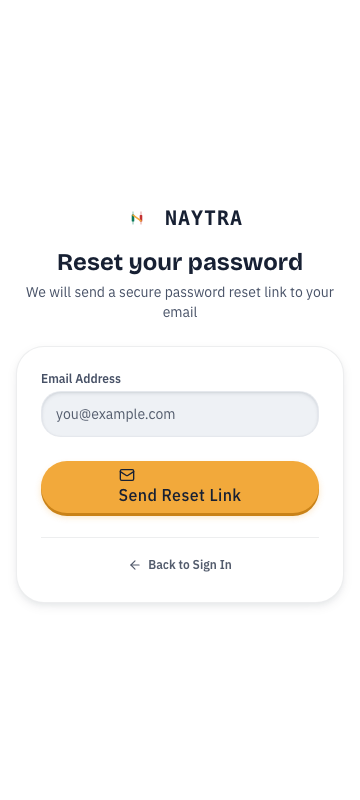 NAYTRA
Reset your password
We will send a secure password reset link to your
email
Email Address
you@example.com
Send Reset Link
Back to Sign In